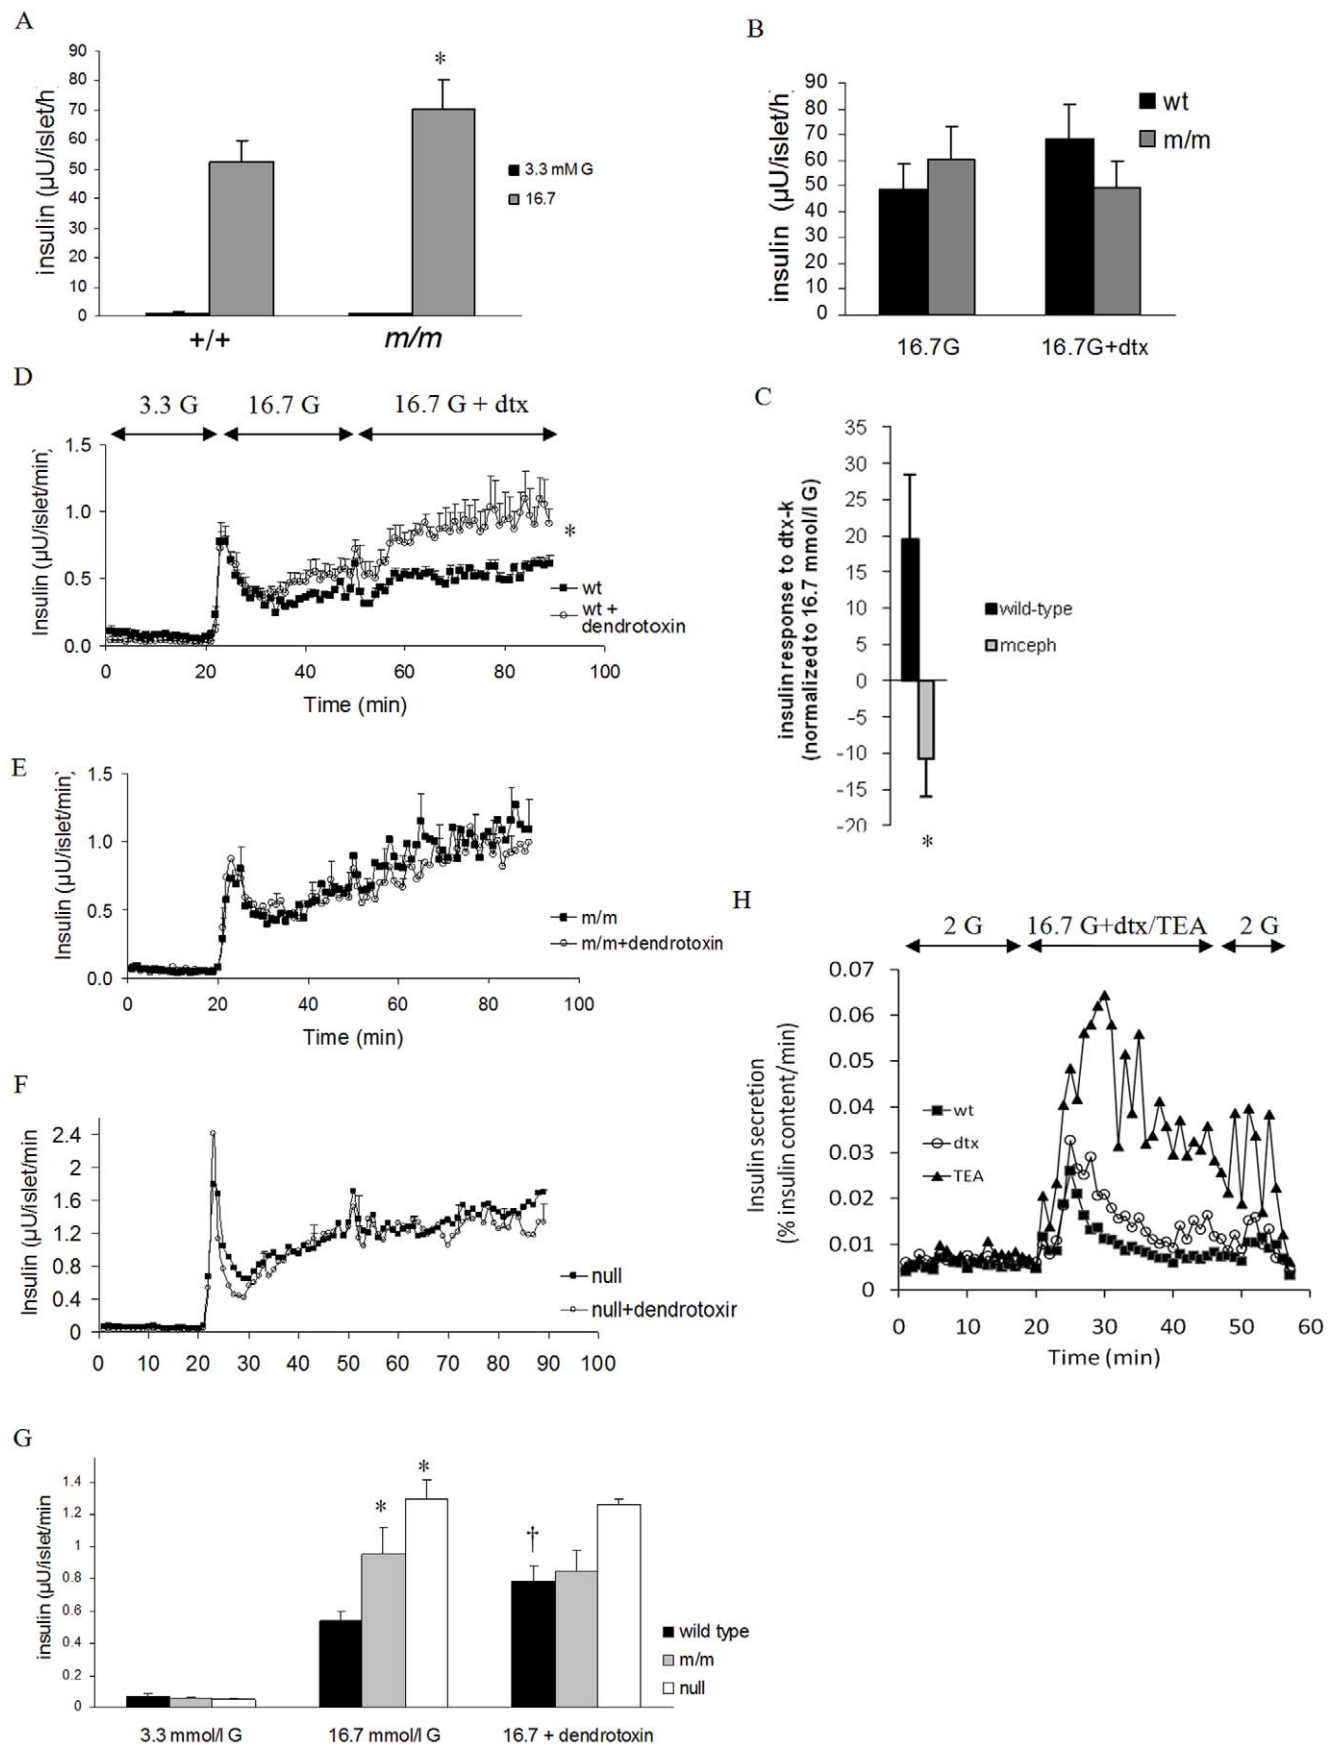 A
90
80
70
60
50
40
30
20
10
0
insulin (µU/islet/h)
*
+/+
m/m
3.3 mM G
16.7
B
90
80
70
60
50
40
30
20
10
0
insulin (µU/islet/h)
wt
m/m
16.7G
16.7G+dtx
C
35
30
25
20
15
10
5
0
-5
-10
-15
-20
insulin response to dtx-k
(normalized to 16.7 mmol/l G)
wild-type
mceph
*
D
3.3 G
16.7 G
16.7 G + dtx
1.5
1.0
0.5
0.0
Insulin (µU/islet/min)
*
wt
wt +
dendrotoxin
0 20 40 60 80 100
Time (min)
E
1.5
1.0
0.5
0.0
Insulin (µU/islet/min)
m/m
m/m+dendrotoxin
0 20 40 60 80 100
Time (min)
F
2.4
2
1.6
1.2
0.8
0.4
0
Insulin (µU/islet/min
null
null+dendrotoxir
0 10 20 30 40 50 60 70 80 90 100
G
1.4
1.2
1
0.8
0.6
0.4
0.2
0
insulin (µU/islet/min
*
*
†
wild type
m/m
null
3.3 mmol/l G
16.7 mmol/l G
16.7 + dendrotoxin
H
2 G
16.7 G+dtx/TEA
2 G
0.07
0.06
0.05
0.04
0.03
0.02
0.01
0
Insulin secretion
(% insulin content/min)
wt
dtx
TEA
0 10 20 30 40 50 60
Time (min)